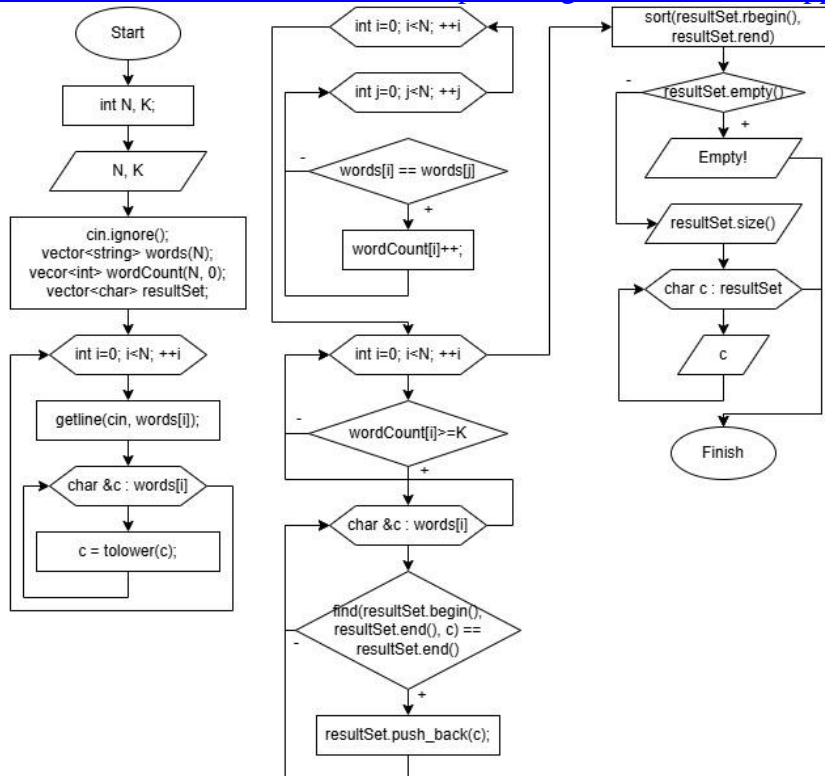 Start
int N, K;
N, K
cin.ignore();
vector<string> words(N);
vecor<int> wordCount(N, 0);
vector<char> resultSet;
int i=0; i<N; ++i
getline(cin, words[i]);
char &c : words[i]
c = tolower(c);
int i=0; i<N; ++i
int j=0; j<N; ++j
-
words[i] == words[j]
+
wordCount[i]++;
int i=0; i<N; ++i
-
wordCount[i]>=K
+
char &c : words[i]
find(resultSet.begin(),
resultSet.end(), c) ==
resultSet.end()
-
+
resultSet.push_back(c);
sort(resultSet.rbegin(),
resultSet.rend)
-
resultSet.empty()
+
Empty!
resultSet.size()
char c : resultSet
c
Finish